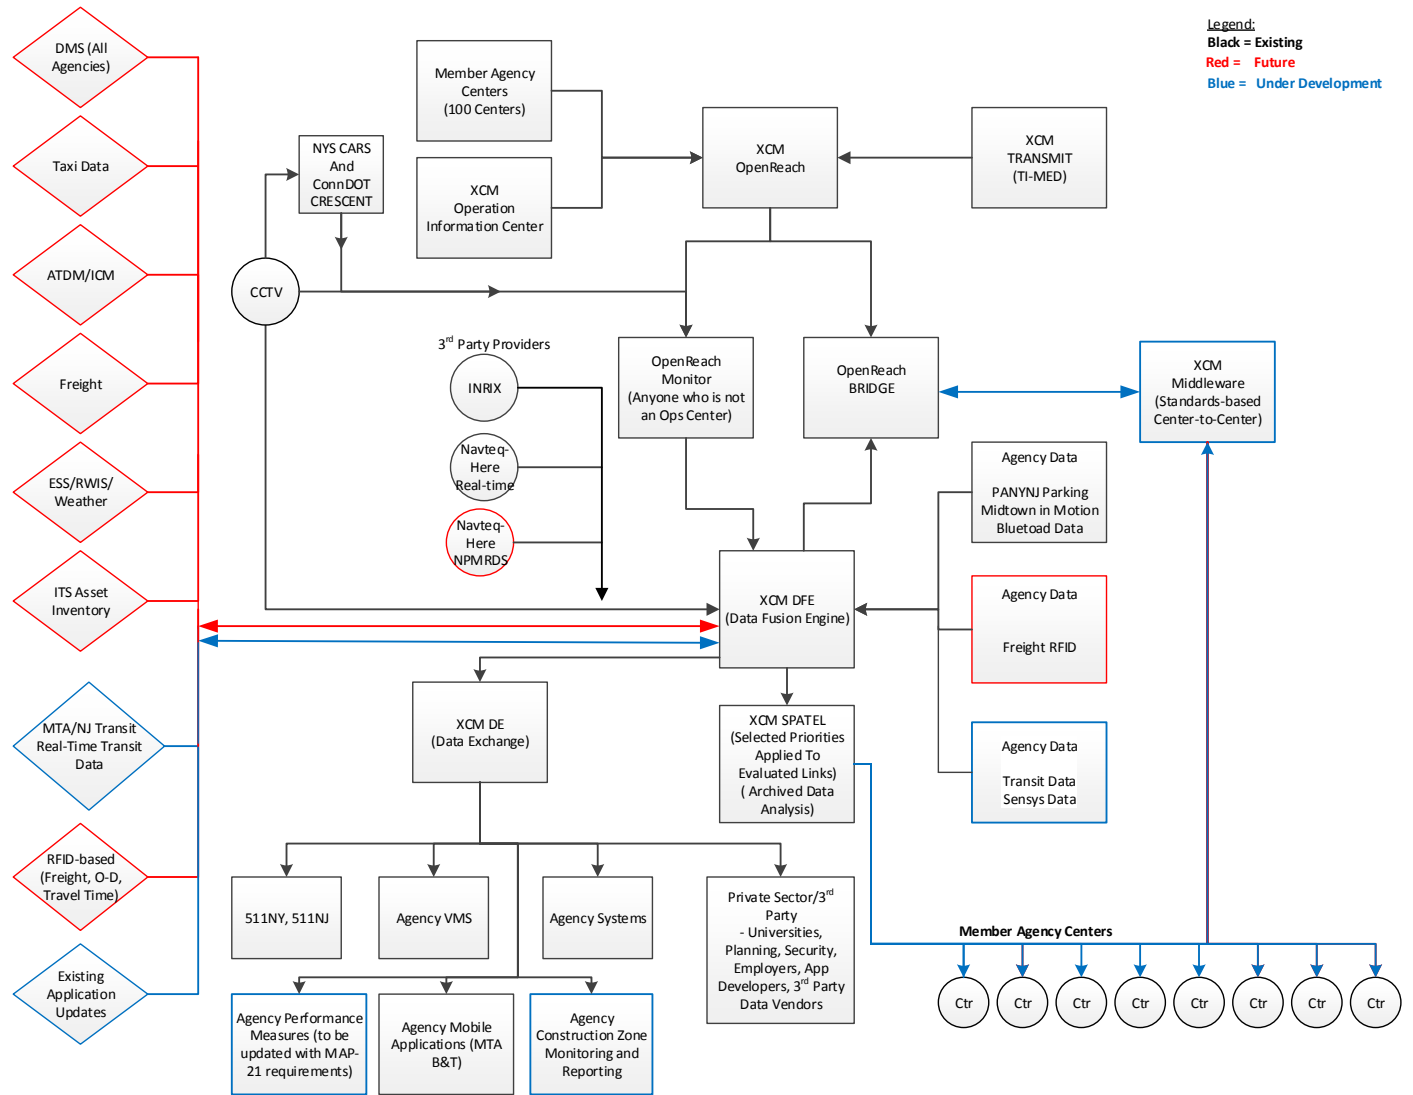 Legend:
Black = Existing
Red = Future
Blue = Under Development
DMS (All
Agencies)
Taxi Data
ATDM/ICM
Freight
ESS/RWIS/
Weather
ITS Asset
Inventory
MTA/NJ Transit
Real-Time Transit
Data
RFID-based
(Freight, O-D,
Travel Time)
Existing
Application
Updates
Member Agency
Centers
(100 Centers)
NYS CARS
And
ConnDOT
CRESCENT
XCM
Operation
Information Center
XCM
OpenReach
XCM
TRANSMIT
(TI-MED)
CCTV
3rd Party Providers
INRIX
Navteq-
Here
Real-time
Navteq-
Here
NPMRDS
OpenReach
Monitor
(Anyone who is not
an Ops Center)
OpenReach
BRIDGE
XCM
Middleware
(Standards-based
Center-to-Center)
Agency Data
PANYNJ Parking
Midtown in Motion
Bluetoad Data
XCM DFE
(Data Fusion Engine)
Agency Data
Freight RFID
XCM DE
(Data Exchange)
XCM SPATEL
(Selected Priorities
Applied To
Evaluated Links)
( Archived Data
Analysis)
Agency Data
Transit Data
Sensys Data
511NY, 511NJ
Agency VMS
Agency Systems
Private Sector/3rd
Party
- Universities,
Planning, Security,
Employers, App
Developers, 3rd Party
Data Vendors
Agency Performance
Measures (to be
updated with MAP-
21 requirements)
Agency Mobile
Applications (MTA
B&T)
Agency
Construction Zone
Monitoring and
Reporting
Member Agency Centers
Ctr
Ctr
Ctr
Ctr
Ctr
Ctr
Ctr
Ctr